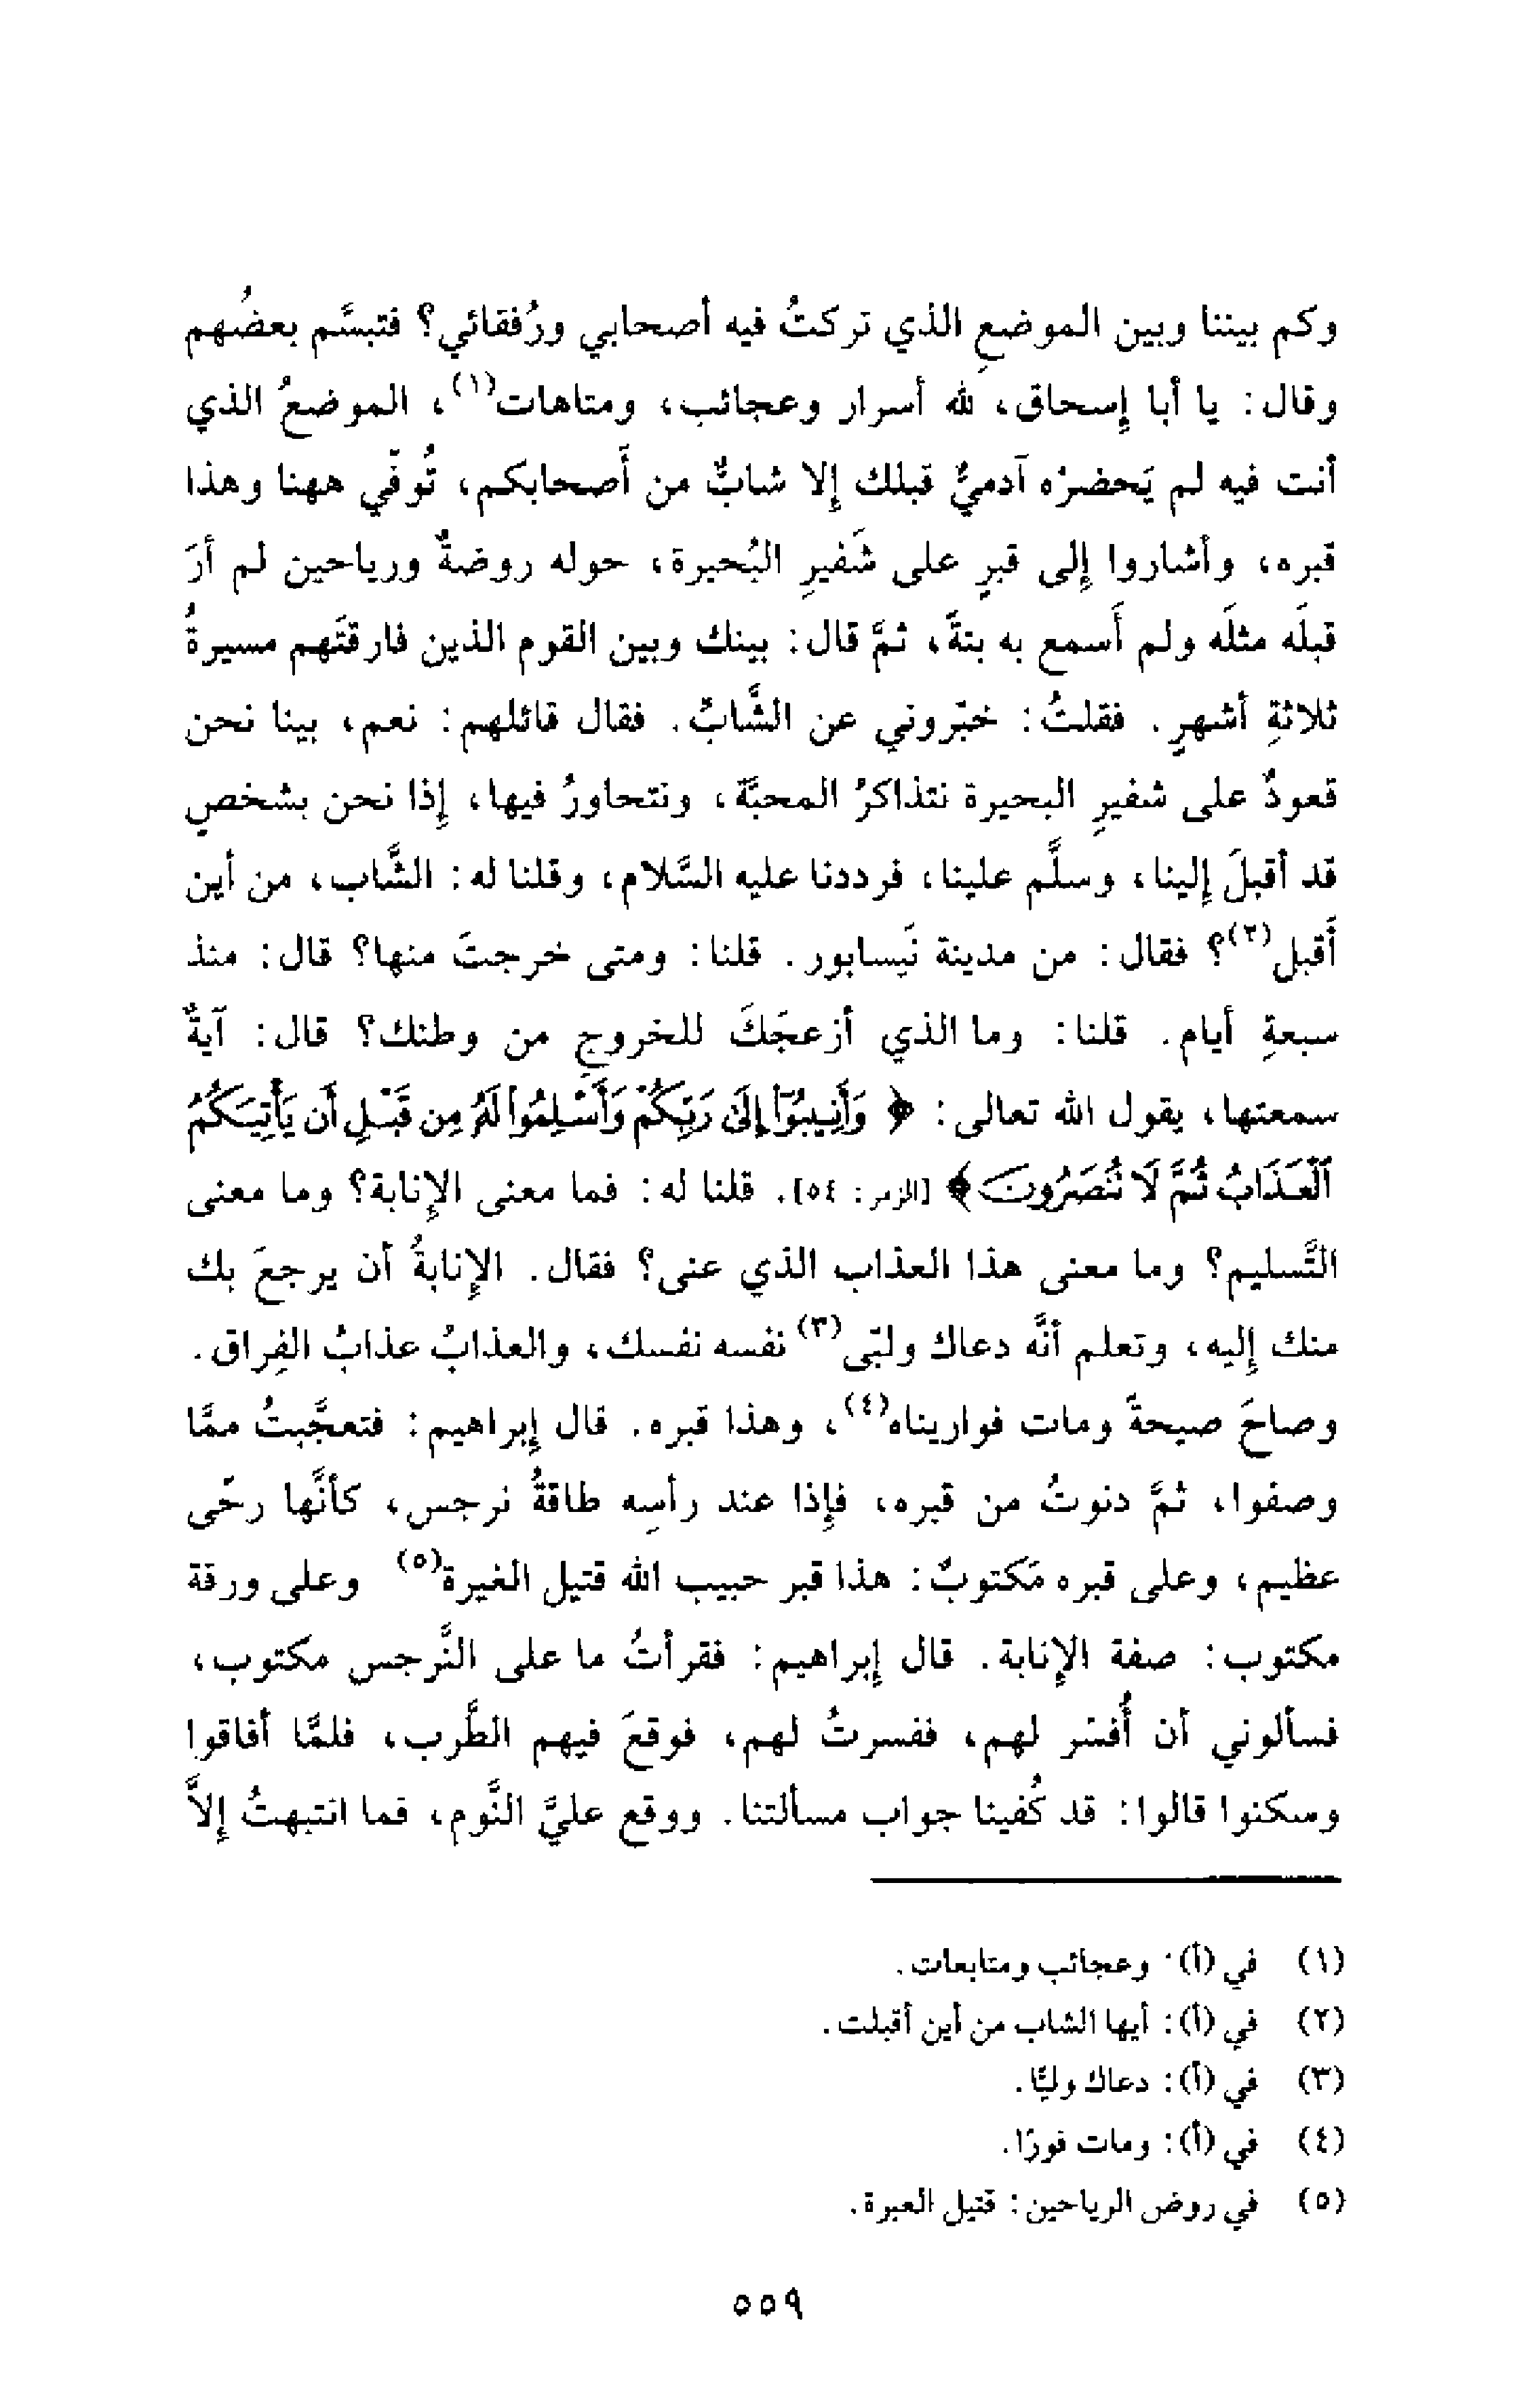 وكم بيننا وبين الموضعِ الذي تركتُ فيه أصحابي ورُفقائي؟ فتبسَّم بعضُهم
وقال: يا أبا إسحاق، لله أسرار وعجائب، ومتاهات(١)، الموضعُ الذي
أنت فيه لم يَحضرْه آدميٌّ قبلك إلا شابٌّ من أَصحابكم، تُوفّي ههنا وهذا
قبره، وأشاروا إلى قبرٍ على شَفيرِ البُحيرة، حوله روضةٌ ورياحين لم أرَ
قبلَه مثلَه ولم أَسمع به بتةً، ثمَّ قال: بينك وبين القوم الذين فارقتَهم مسيرةُ
ثلاثةِ أشهرٍ. فقلتُ: خبّروني عن الشَّابِّ. فقال قائلهم: نعم، بينا نحن
قعودٌ على شفيرِ البحيرة نتذاكرُ المحبَّة، ونتحاورُ فيها، إذا نحن بشخصٍ
قد أقبلَ إلينا، وسلَّم علينا، فرددنا عليه السَّلام، وقلنا له: الشَّاب، من أين
أَقبل(٢)؟ فقال: من مدينة نَيسابور. قلنا: ومتى خرجتَ منها؟ قال: منذ
سبعةِ أيام. قلنا: وما الذي أزعجَكَ للخروجِ من وطنك؟ قال: آيةٌ
سمعتها، يقول الله تعالى: ﴿ وَأَنِيبُوٓا۟ إِلَىٰ رَبِّكُمْ وَأَسْلِمُوا۟ لَهُۥ مِن قَبْلِ أَن يَأْتِيَكُمُ
ٱلْعَذَابُ ثُمَّ لَا تُنصَرُونَ ﴾ [الزمر: ٥٤]. قلنا له: فما معنى الإنابة؟ وما معنى
التَّسليم؟ وما معنى هذا العذاب الذي عنى؟ فقال. الإنابةُ أن يرجعَ بك
منك إليه، وتعلم أنَّه دعاك ولبّى(٣) نفسه نفسك، والعذابُ عذابُ الفِراق.
وصاحَ صيحةً ومات فواريناه(٤)، وهذا قبره. قال إبراهيم: فتعجَّبتُ ممَّا
وصفوا، ثمَّ دنوتُ من قبره، فإذا عند رأسِه طاقةُ نرجس، كأنَّها رحًى
عظيم، وعلى قبره مَكتوبٌ: هذا قبر حبيب الله قتيل الغيرة(٥) وعلى ورقة
مكتوب: صفة الإنابة. قال إبراهيم: فقرأتُ ما على النَّرجس مكتوب،
فسألوني أن أُفسّر لهم، ففسرتُ لهم، فوقعَ فيهم الطَّرب، فلمَّا أفاقوا
وسكنوا قالوا: قد كُفينا جواب مسألتنا. ووقع عليَّ النَّوم، فما انتبهتُ إلاَّ
(١) في (أ): وعجائب ومتابعات.
(٢) في (أ): أيها الشاب من أين أقبلت.
(٣) في (أ): دعاك وليًّا.
(٤) في (أ): ومات فورًا.
(٥) في روض الرياحين: قتيل العبرة.
٥٥٩